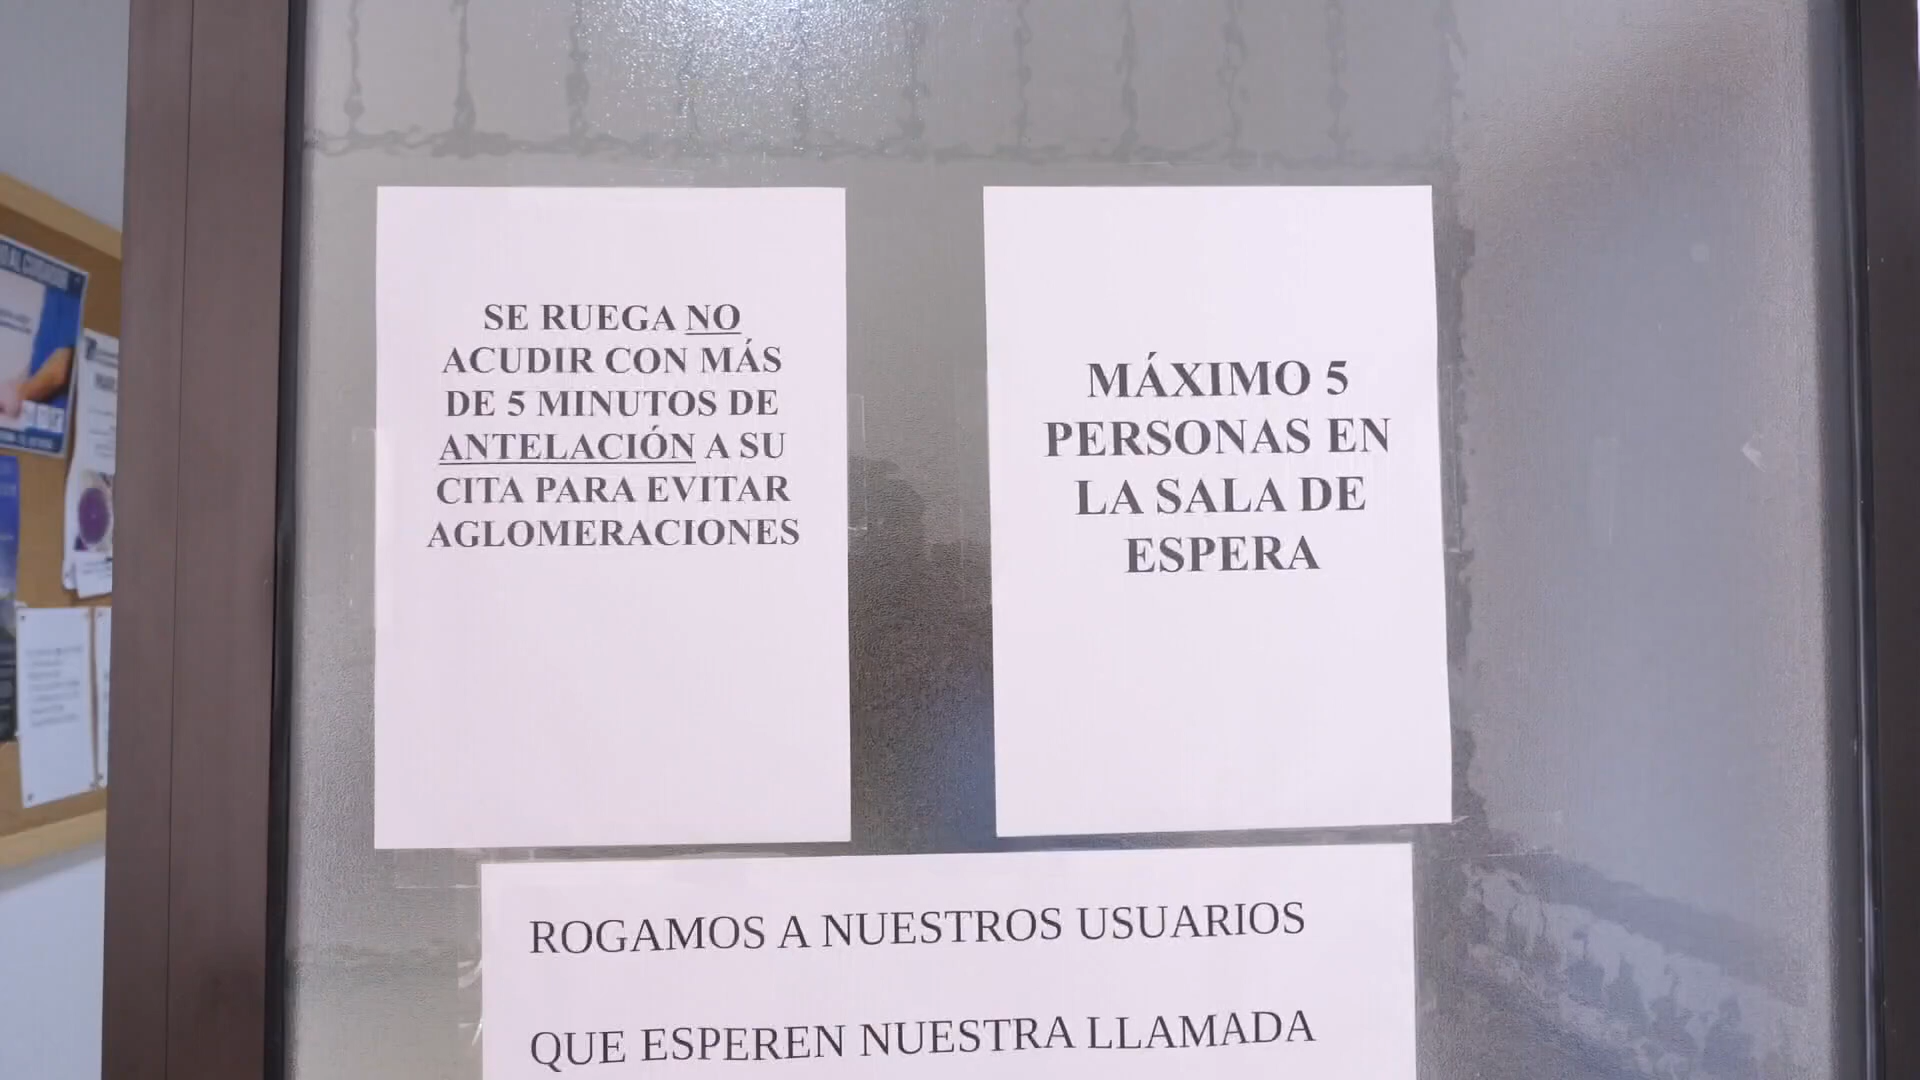 SE RUEGA NO
ACUDIR CON MÁS
DE 5 MINUTOS DE
ANTELACIÓN A SU
CITA PARA EVITAR
AGLOMERACIONES
MÁXIMO 5
PERSONAS EN
LA SALA DE
ESPERA
ROGAMOS A NUESTROS USUARIOS
QUE ESPEREN NUESTRA LLAMADA